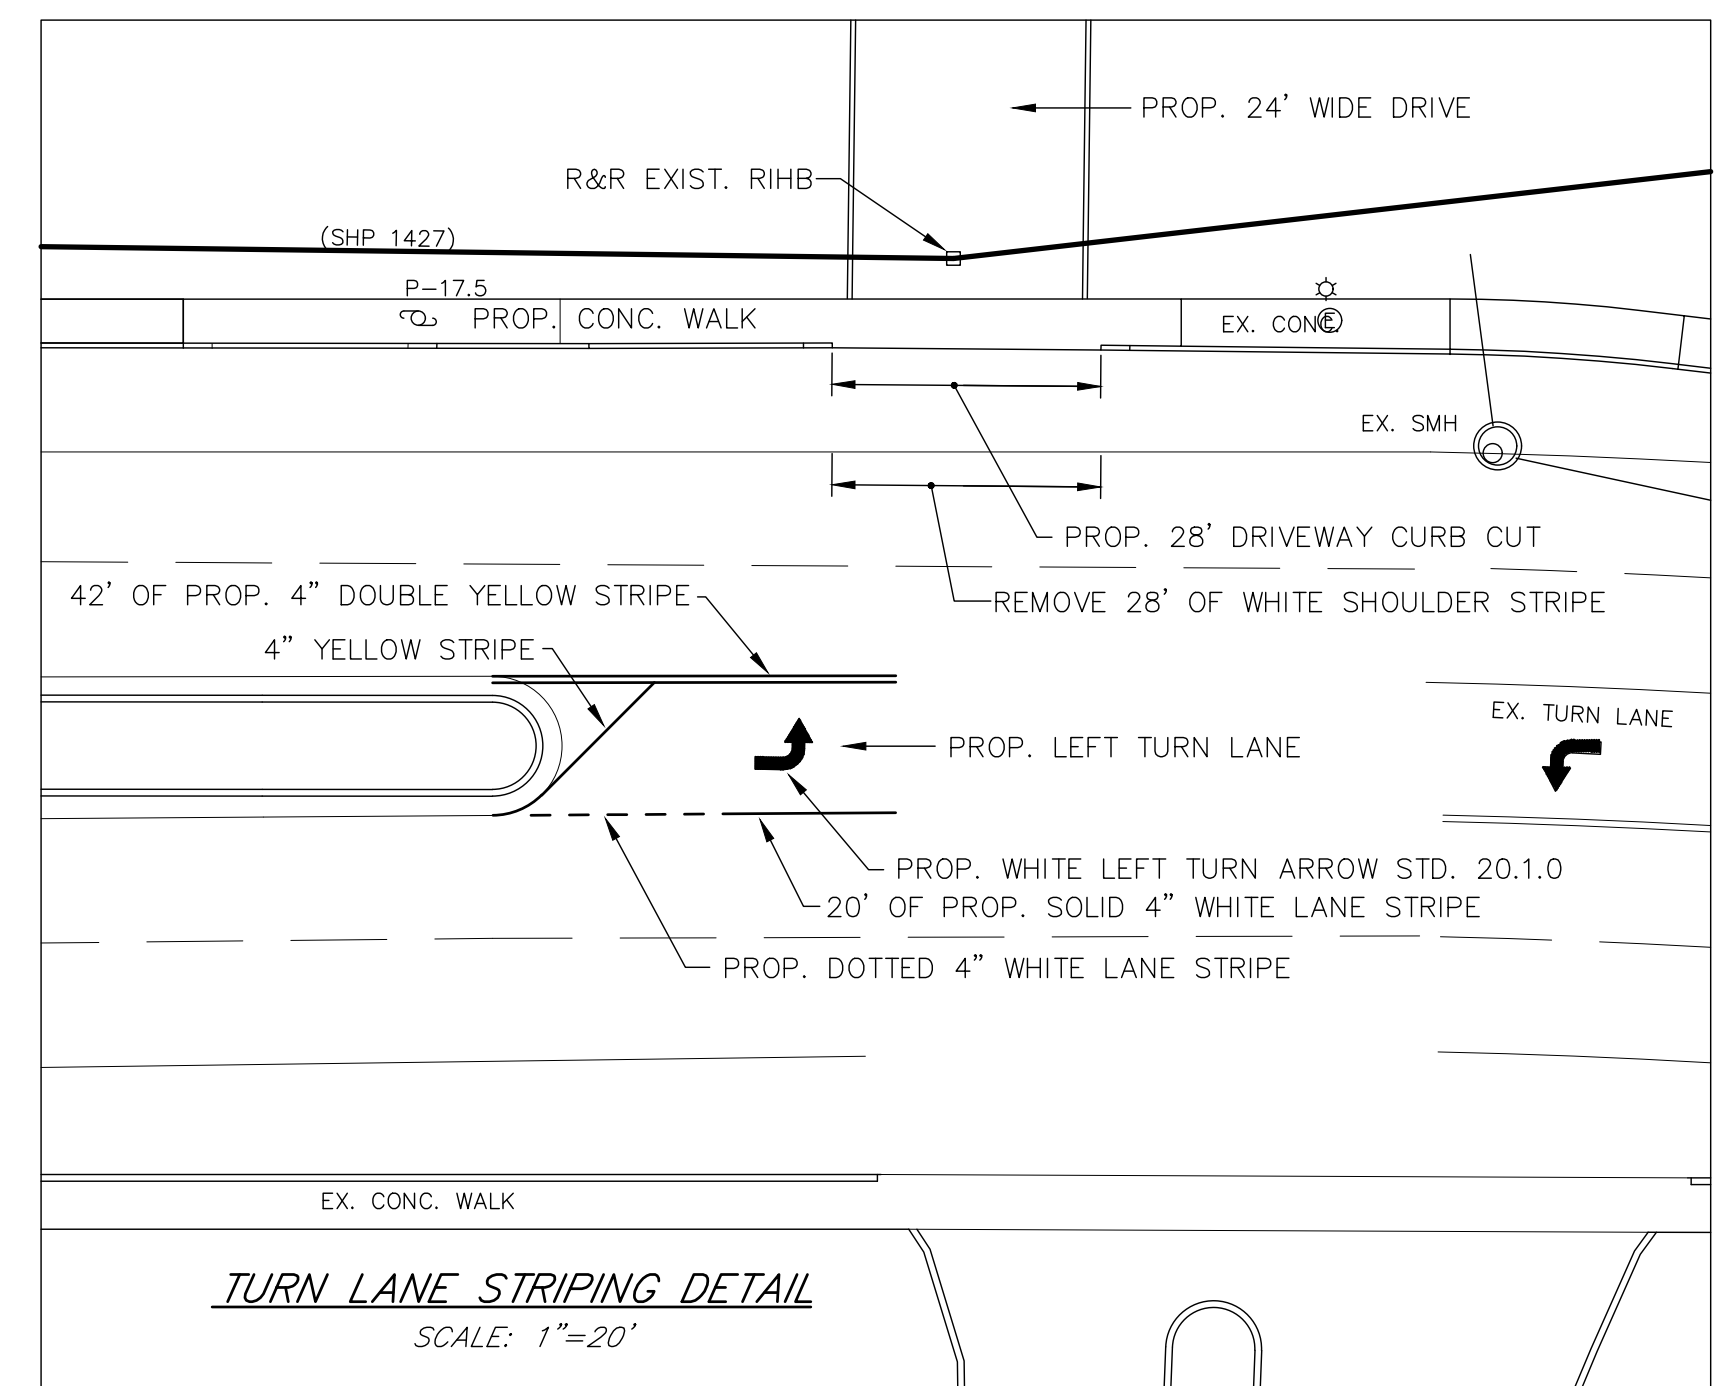 PROP. 24' WIDE DRIVE
R&R EXIST. RIHB
(SHP 1427)
P-17.5
PROP. CONC. WALK
EX. CONC.
E
EX. SMH
PROP. 28' DRIVEWAY CURB CUT
42' OF PROP. 4" DOUBLE YELLOW STRIPE
REMOVE 28' OF WHITE SHOULDER STRIPE
4" YELLOW STRIPE
EX. TURN LANE
PROP. LEFT TURN LANE
PROP. WHITE LEFT TURN ARROW STD. 20.1.0
20' OF PROP. SOLID 4" WHITE LANE STRIPE
PROP. DOTTED 4" WHITE LANE STRIPE
EX. CONC. WALK
TURN LANE STRIPING DETAIL
SCALE: 1"=20'